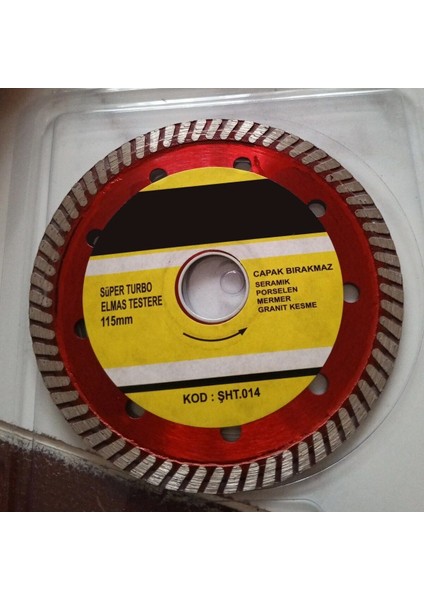 SüPER TURBO
ELMAS TESTERE
115mm
CAPAK BIRAKMAZ
SERAMIK
PORSELEN
MERMER
GRANIT KESME
KOD : ŞHT.014